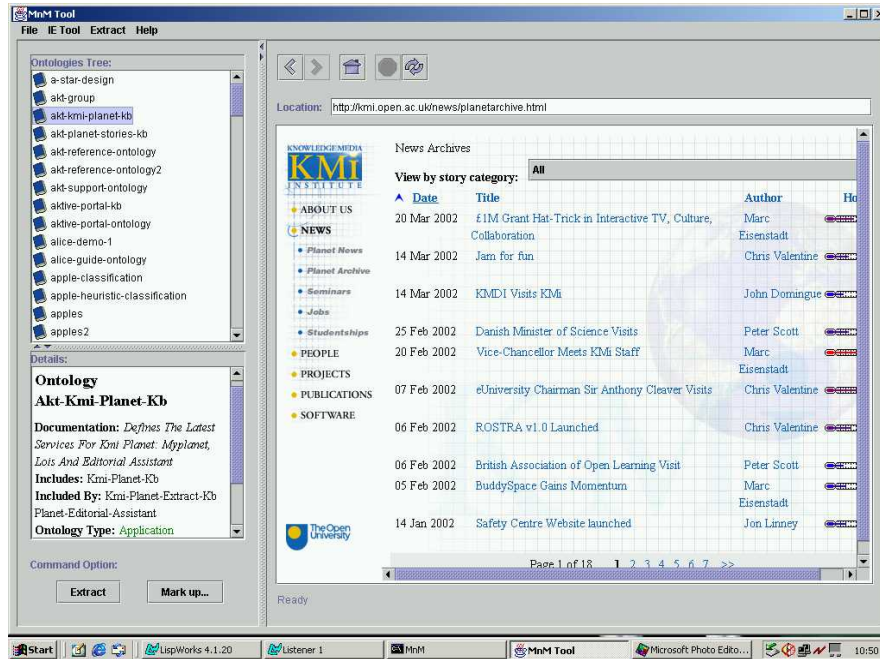 MnM Tool
File IE Tool Extract Help
Ontologies Tree:
a-star-design
akt-group
akt-kmi-planet-kb
akt-planet-stories-kb
akt-reference-ontology
akt-reference-ontology2
akt-support-ontology
aktive-portal-kb
aktive-portal-ontology
alice-demo-1
alice-guide-ontology
apple-classification
apple-heuristic-classification
apples
apples2
Details:
Ontology
Akt-Kmi-Planet-Kb
Documentation: Defines The Latest
Services For Kmi Planet: Myplanet,
Lois And Editorial Assistant
Includes: Kmi-Planet-Kb
Included By: Kmi-Planet-Extract-Kb
Planet-Editorial-Assistant
Ontology Type: Application
Command Option:
Extract Mark up...
Location: http://kmi.open.ac.uk/news/planetarchive.html
KNOWLEDGE MEDIA
KMi
INSTITUTE
ABOUT US
NEWS
Planet News
Planet Archive
Seminars
Jobs
Studentships
PEOPLE
PROJECTS
PUBLICATIONS
SOFTWARE
The Open
University
News Archives
View by story category: All
Date Title Author Ho
20 Mar 2002 £1M Grant Hat-Trick in Interactive TV, Culture, Marc
Collaboration Eisenstadt
14 Mar 2002 Jam for fun Chris Valentine
14 Mar 2002 KMDI Visits KMi John Domingue
25 Feb 2002 Danish Minister of Science Visits Peter Scott
20 Feb 2002 Vice-Chancellor Meets KMi Staff Marc
Eisenstadt
07 Feb 2002 eUniversity Chairman Sir Anthony Cleaver Visits Chris Valentine
06 Feb 2002 ROSTRA v1.0 Launched Chris Valentine
06 Feb 2002 British Association of Open Learning Visit Peter Scott
05 Feb 2002 BuddySpace Gains Momentum Marc
Eisenstadt
14 Jan 2002 Safety Centre Website launched Jon Linney
Page 1 of 18 1 2 3 4 5 6 7 >>
Ready
Start LispWorks 4.1.20 Listener 1 MnM MnM Tool Microsoft Photo Edito... 10:50